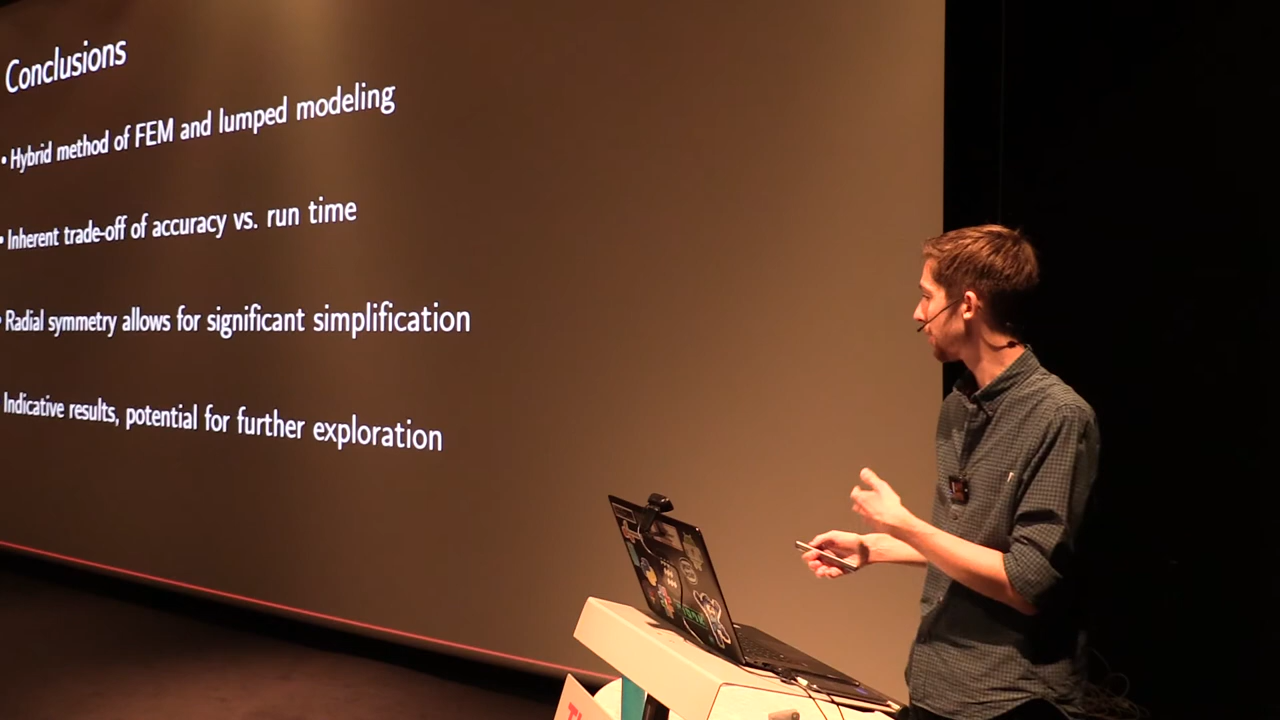 Conclusions
• Hybrid method of FEM and lumped modeling
• Inherent trade-off of accuracy vs. run time
• Radial symmetry allows for significant simplification
Indicative results, potential for further exploration